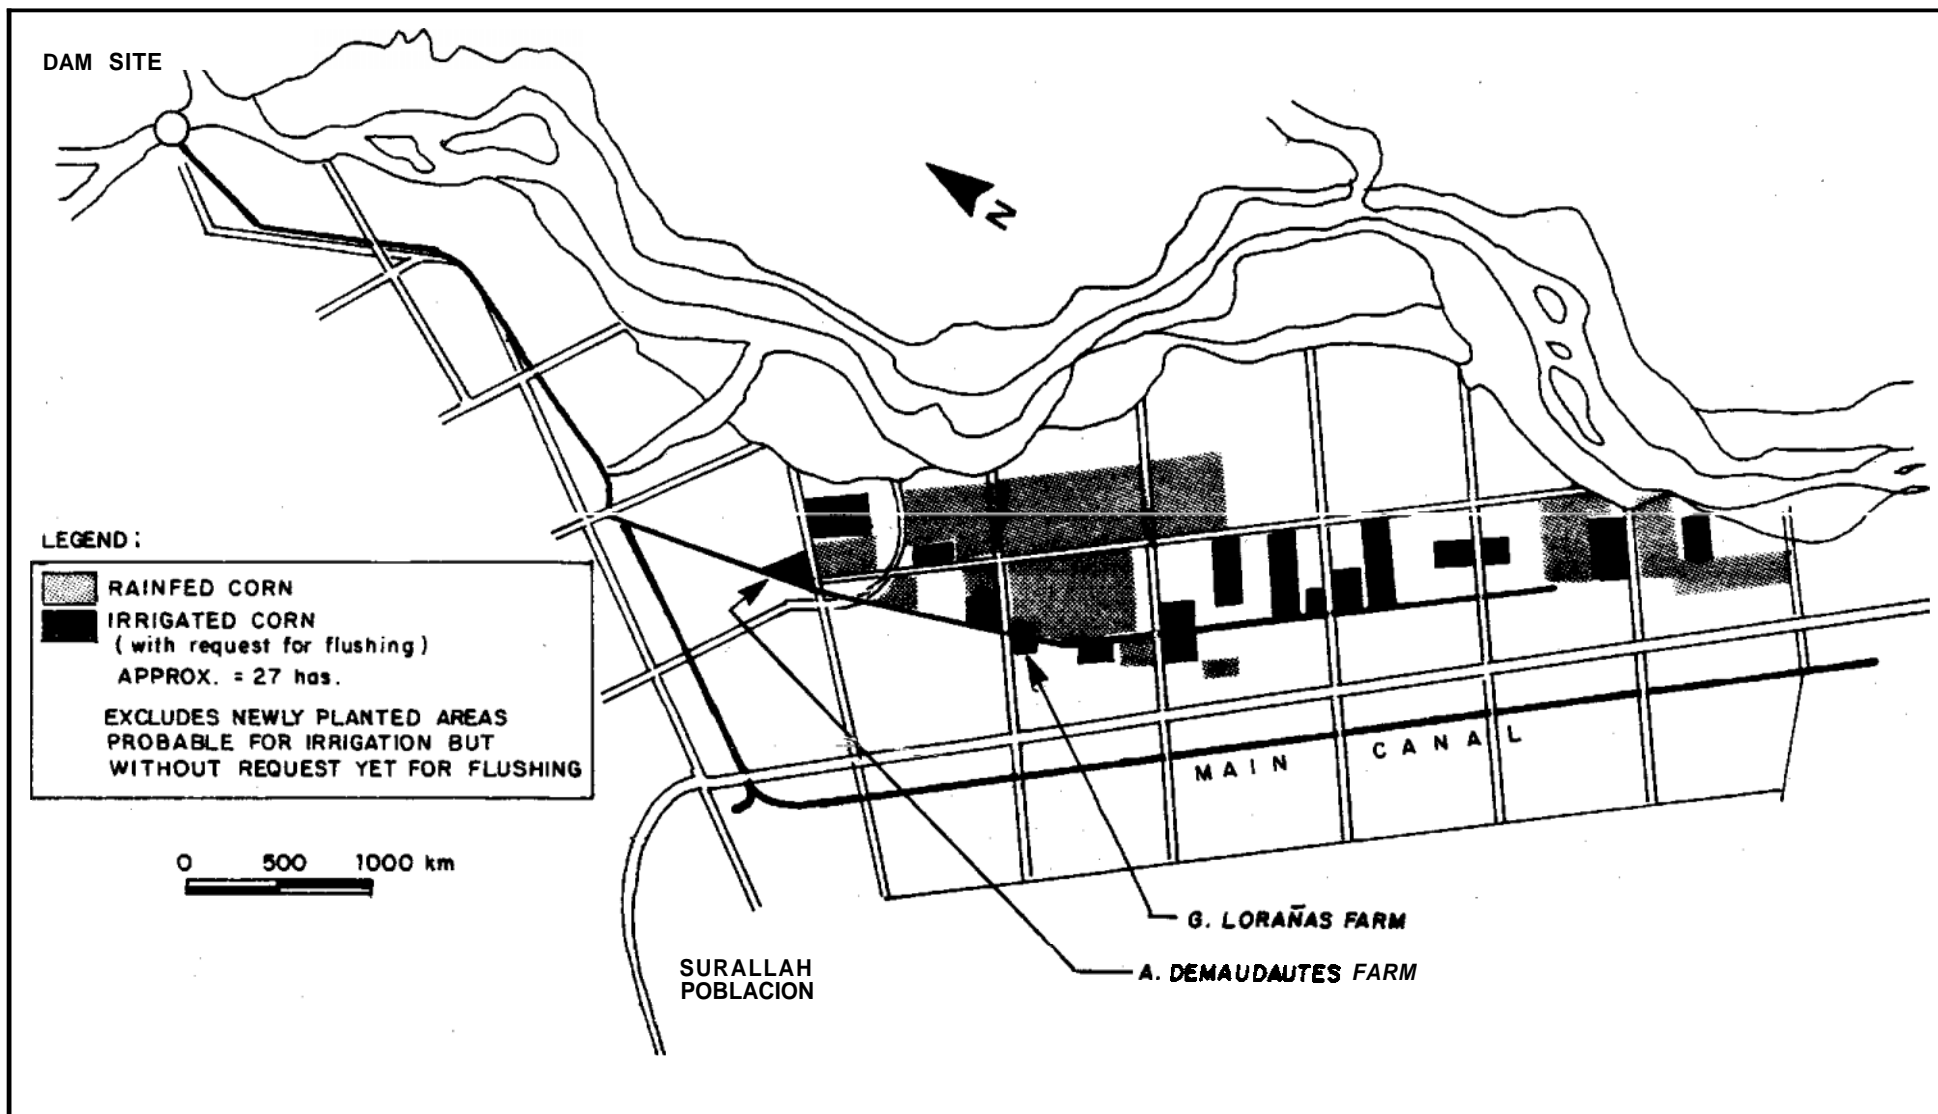 DAM SITE
N
LEGEND:
RAINFED CORN
IRRIGATED CORN
(with request for flushing)
APPROX. = 27 has.
EXCLUDES NEWLY PLANTED AREAS
PROBABLE FOR IRRIGATION BUT
WITHOUT REQUEST YET FOR FLUSHING
MAIN CANAL
0 500 1000 km
G. LORAÑAS FARM
A. DEMAUDAUTES FARM
SURALLAH
POBLACION